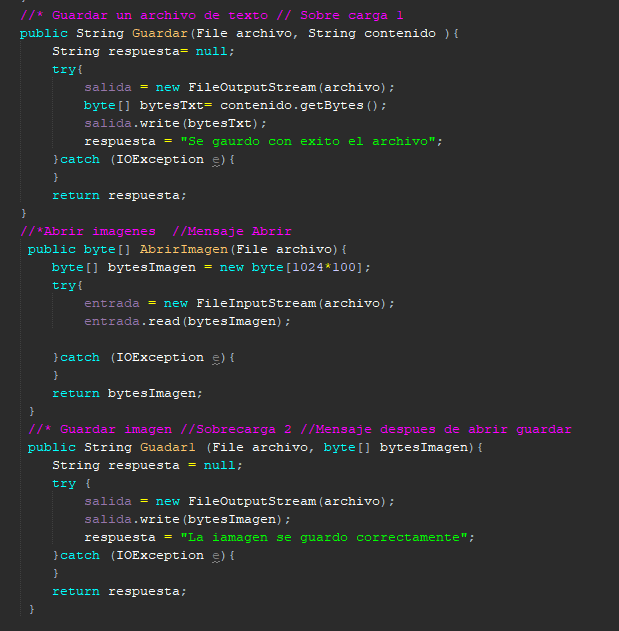 //* Guardar un archivo de texto // Sobre carga 1
public String Guardar(File archivo, String contenido ){
String respuesta= null;
try{
salida = new FileOutputStream(archivo);
byte[] bytesTxt= contenido.getBytes();
salida.write(bytesTxt);
respuesta = "Se gaurdo con exito el archivo";
}catch (IOException e){
}
return respuesta;
}
//*Abrir imagenes  //Mensaje Abrir
public byte[] AbrirImagen(File archivo){
byte[] bytesImagen = new byte[1024*100];
try{
entrada = new FileInputStream(archivo);
entrada.read(bytesImagen);
}catch (IOException e){
}
return bytesImagen;
}
//* Guardar imagen //Sobrecarga 2 //Mensaje despues de abrir guardar
public String Guadarl (File archivo, byte[] bytesImagen){
String respuesta = null;
try {
salida = new FileOutputStream(archivo);
salida.write(bytesImagen);
respuesta = "La iamagen se guardo correctamente";
}catch (IOException e){
}
return respuesta;
}